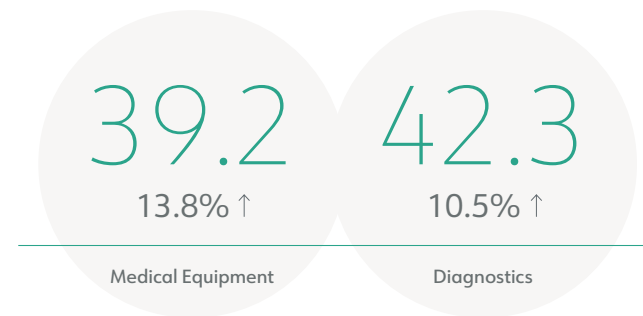 39.2 42.3
13.8% ↑ 10.5% ↑
Medical Equipment Diagnostics